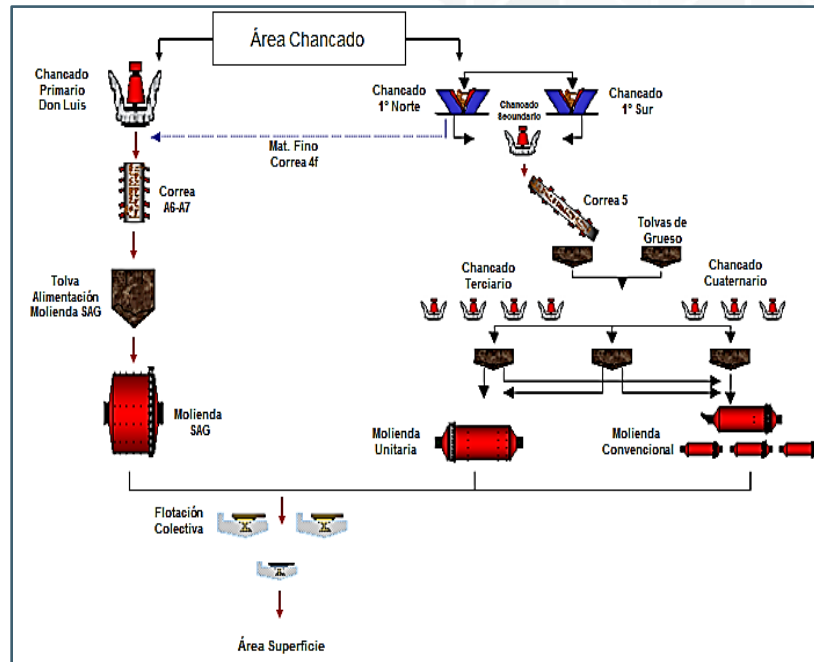 Área Chancado
Chancado
Primario
Don Luis
Chancado
1° Norte
Chancado
Secoundario
Chancado
1° Sur
Mat. Fino
Correa 4f
Correa
A6-A7
Correa 5
Tolvas de
Grueso
Tolva
Alimentación
Molienda SAG
Chancado
Terciario
Chancado
Cuaternario
Molienda
SAG
Molienda
Unitaria
Molienda
Convencional
Flotación
Colectiva
Área Superficie